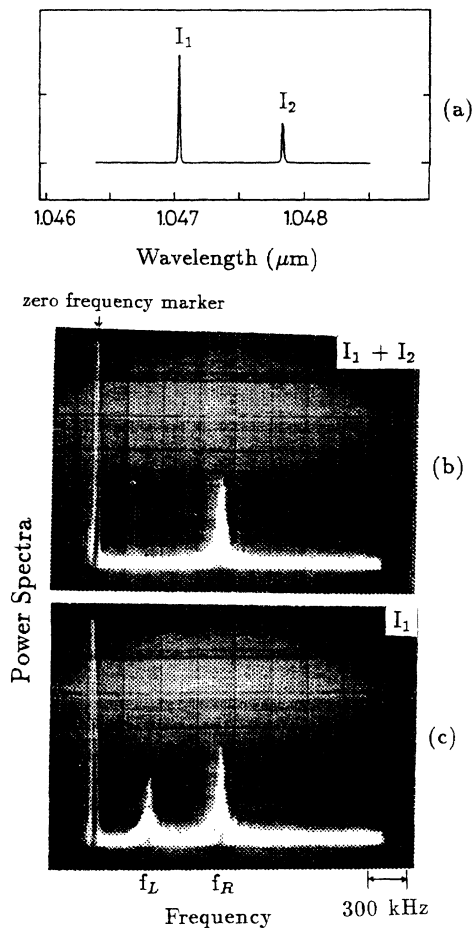 I₁
I₂
(a)
1.046
1.047
1.048
Wavelength (μm)
zero frequency marker
I₁ + I₂
(b)
Power Spectra
I₁
(c)
f_L
f_R
300 kHz
Frequency